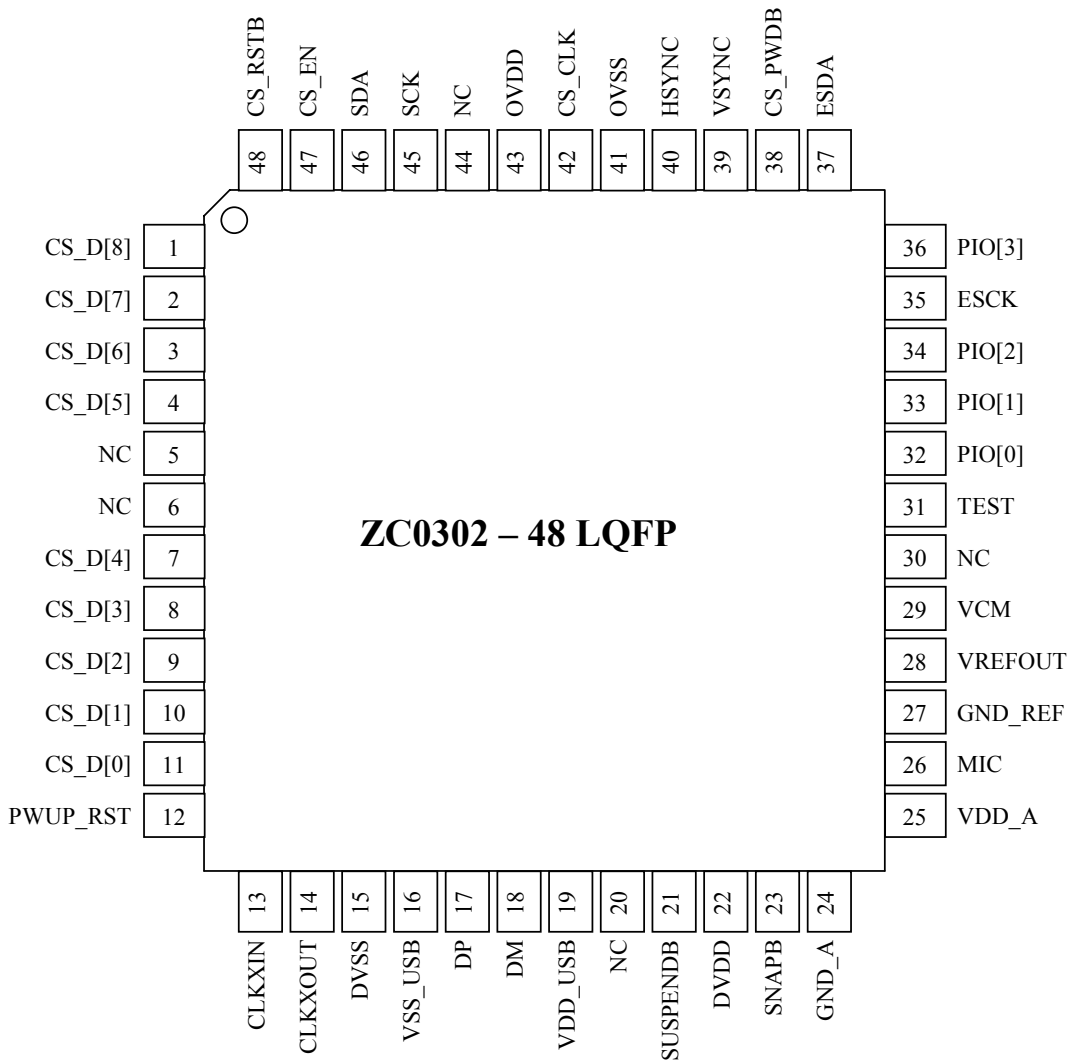 CS_RSTB
CS_EN
SDA
SCK
NC
OVDD
CS_CLK
OVSS
HSYNC
VSYNC
CS_PWDB
ESDA
48
47
46
45
44
43
42
41
40
39
38
37
CS_D[8] 1
CS_D[7] 2
CS_D[6] 3
CS_D[5] 4
NC 5
NC 6
CS_D[4] 7
CS_D[3] 8
CS_D[2] 9
CS_D[1] 10
CS_D[0] 11
PWUP_RST 12
ZC0302 – 48 LQFP
36 PIO[3]
35 ESCK
34 PIO[2]
33 PIO[1]
32 PIO[0]
31 TEST
30 NC
29 VCM
28 VREFOUT
27 GND_REF
26 MIC
25 VDD_A
13
14
15
16
17
18
19
20
21
22
23
24
CLKXIN
CLKXOUT
DVSS
VSS_USB
DP
DM
VDD_USB
NC
SUSPENDB
DVDD
SNAPB
GND_A